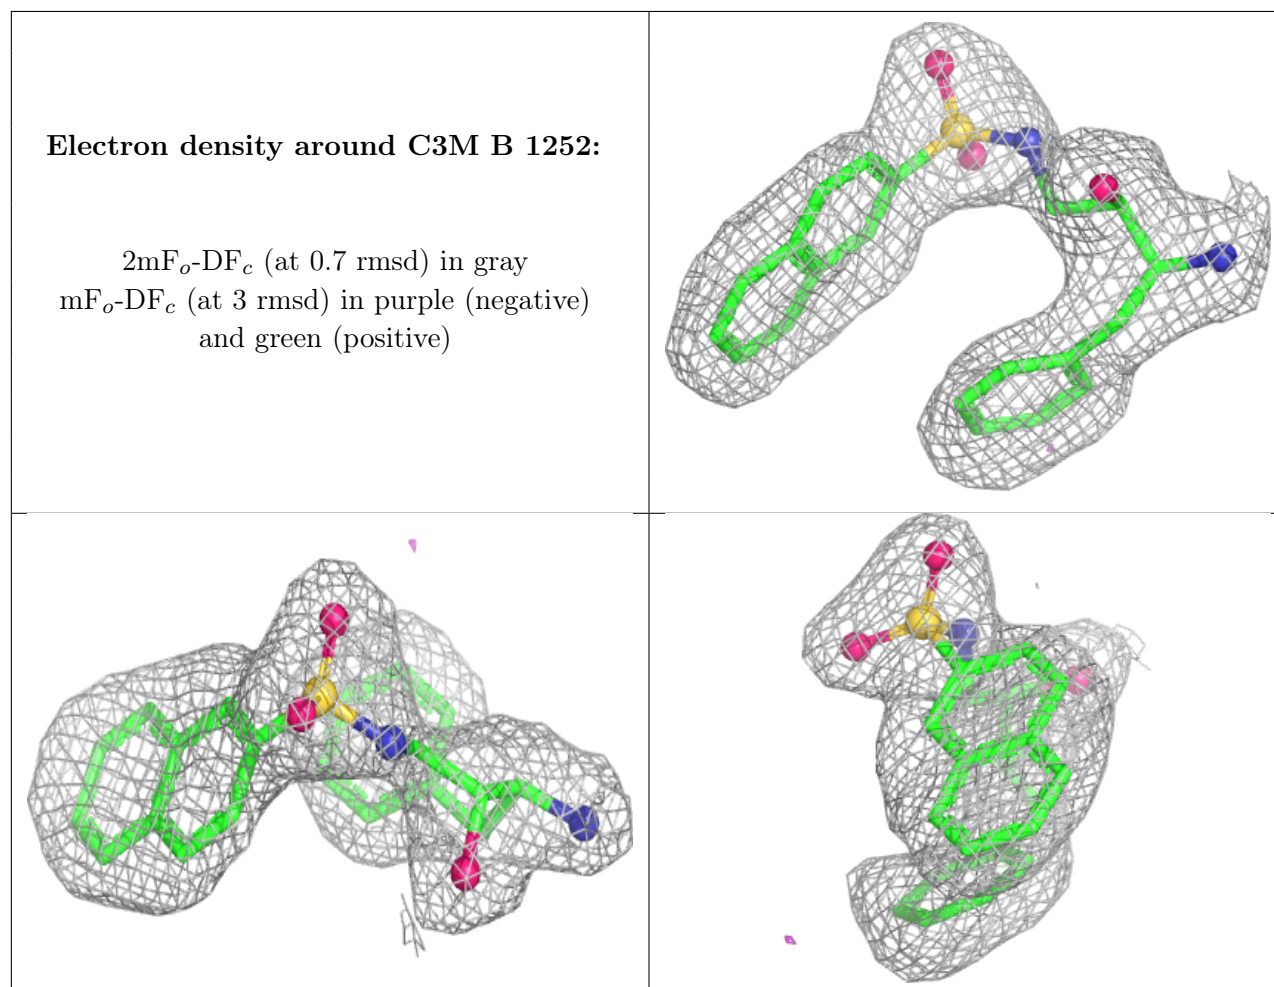 Electron density around C3M B 1252:
2mFo-DFc (at 0.7 rmsd) in gray
mFo-DFc (at 3 rmsd) in purple (negative)
and green (positive)